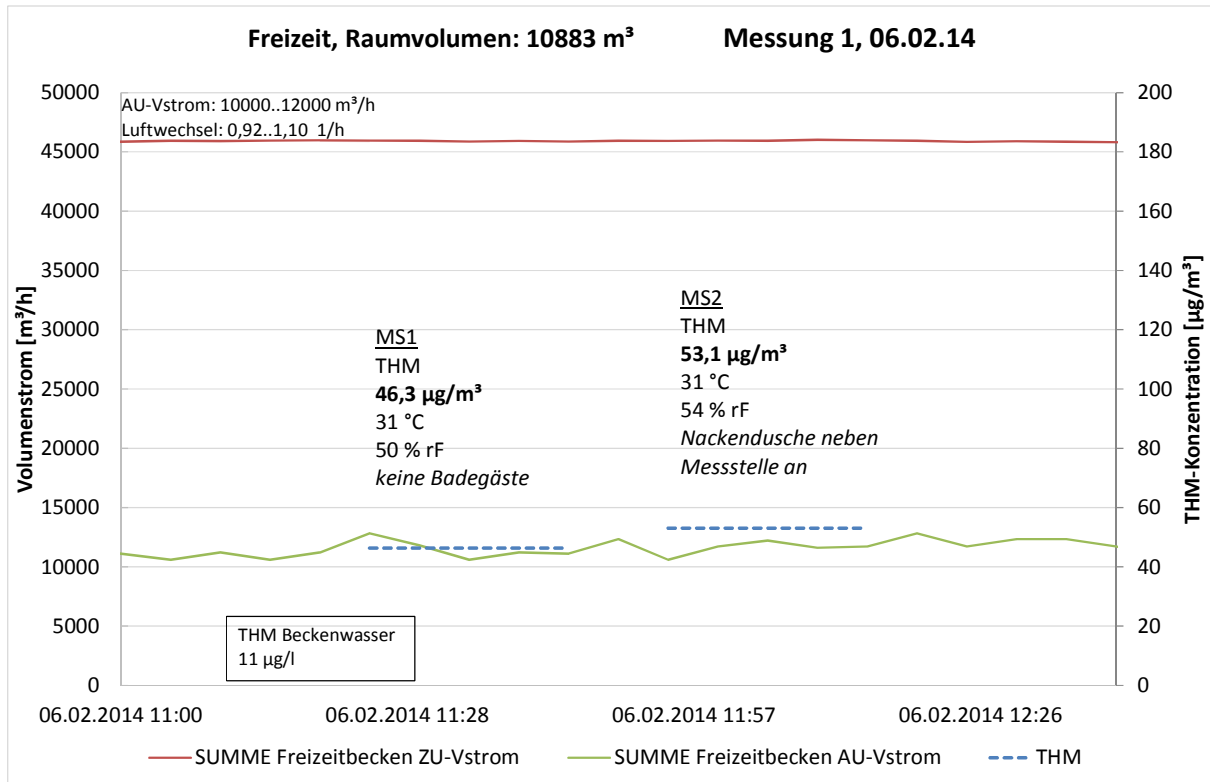 Freizeit, Raumvolumen: 10883 m³ Messung 1, 06.02.14
AU-Vstrom: 10000..12000 m³/h
Luftwechsel: 0,92..1,10 1/h
50000
45000
40000
35000
30000
25000
20000
15000
10000
5000
0
Volumenstrom [m³/h]
MS1
THM
46,3 µg/m³
31 °C
50 % rF
keine Badegäste
MS2
THM
53,1 µg/m³
31 °C
54 % rF
Nackendusche neben
Messstelle an
THM Beckenwasser
11 µg/l
200
180
160
140
120
100
80
60
40
20
0
THM-Konzentration [µg/m³]
06.02.2014 11:00 06.02.2014 11:28 06.02.2014 11:57 06.02.2014 12:26
SUMME Freizeitbecken ZU-Vstrom SUMME Freizeitbecken AU-Vstrom THM